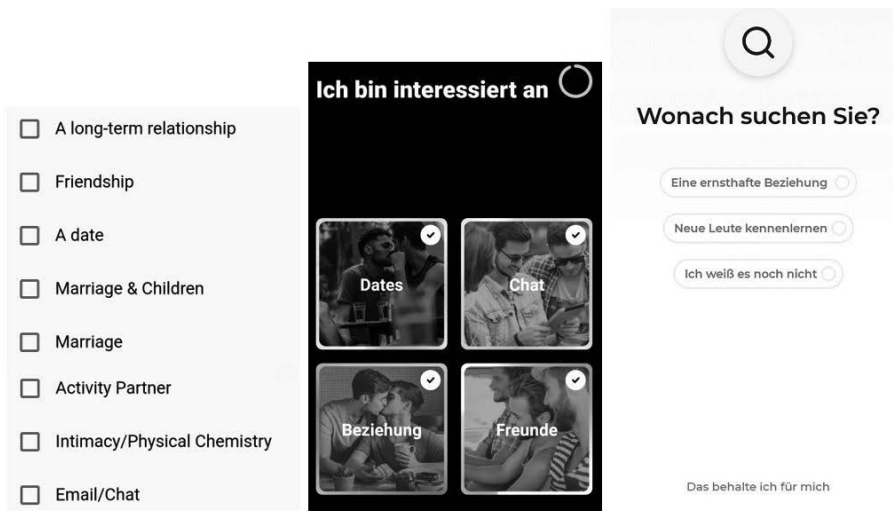 A long-term relationship
Friendship
A date
Marriage & Children
Marriage
Activity Partner
Intimacy/Physical Chemistry
Email/Chat
Ich bin interessiert an
Dates
Chat
Beziehung
Freunde
Wonach suchen Sie?
Eine ernsthafte Beziehung
Neue Leute kennenlernen
Ich weiß es noch nicht
Das behalte ich für mich